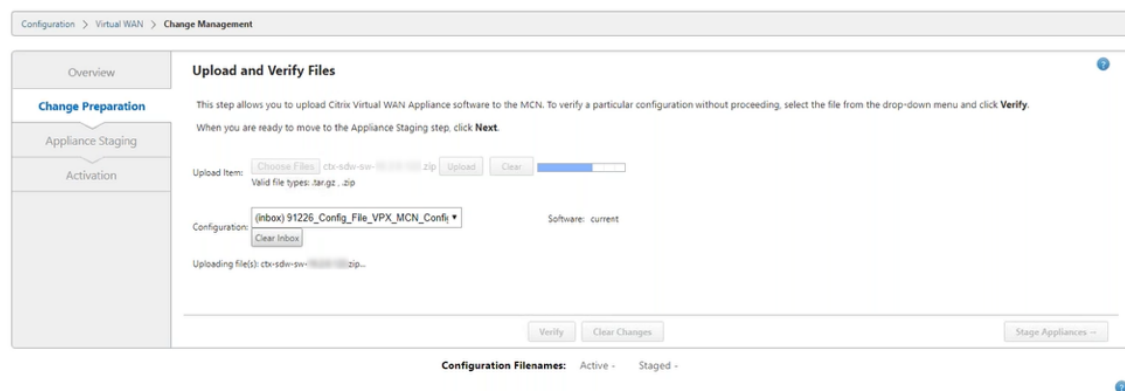 Configuration > Virtual WAN > Change Management
Overview
Change Preparation
Appliance Staging
Activation
Upload and Verify Files
This step allows you to upload Citrix Virtual WAN Appliance software to the MCN. To verify a particular configuration without proceeding, select the file from the drop-down menu and click Verify.
When you are ready to move to the Appliance Staging step, click Next.
Upload Item: Choose Files ctx-sdw-sw- zip Upload Clear
Valid file types: .tar.gz , .zip
Configuration: (inbox) 91226_Config_File_VPX_MCN_Config Software: current
Clear Inbox
Uploading file(s): ctx-sdw-sw- zip...
Verify Clear Changes Stage Appliances
Configuration Filenames: Active - Staged -